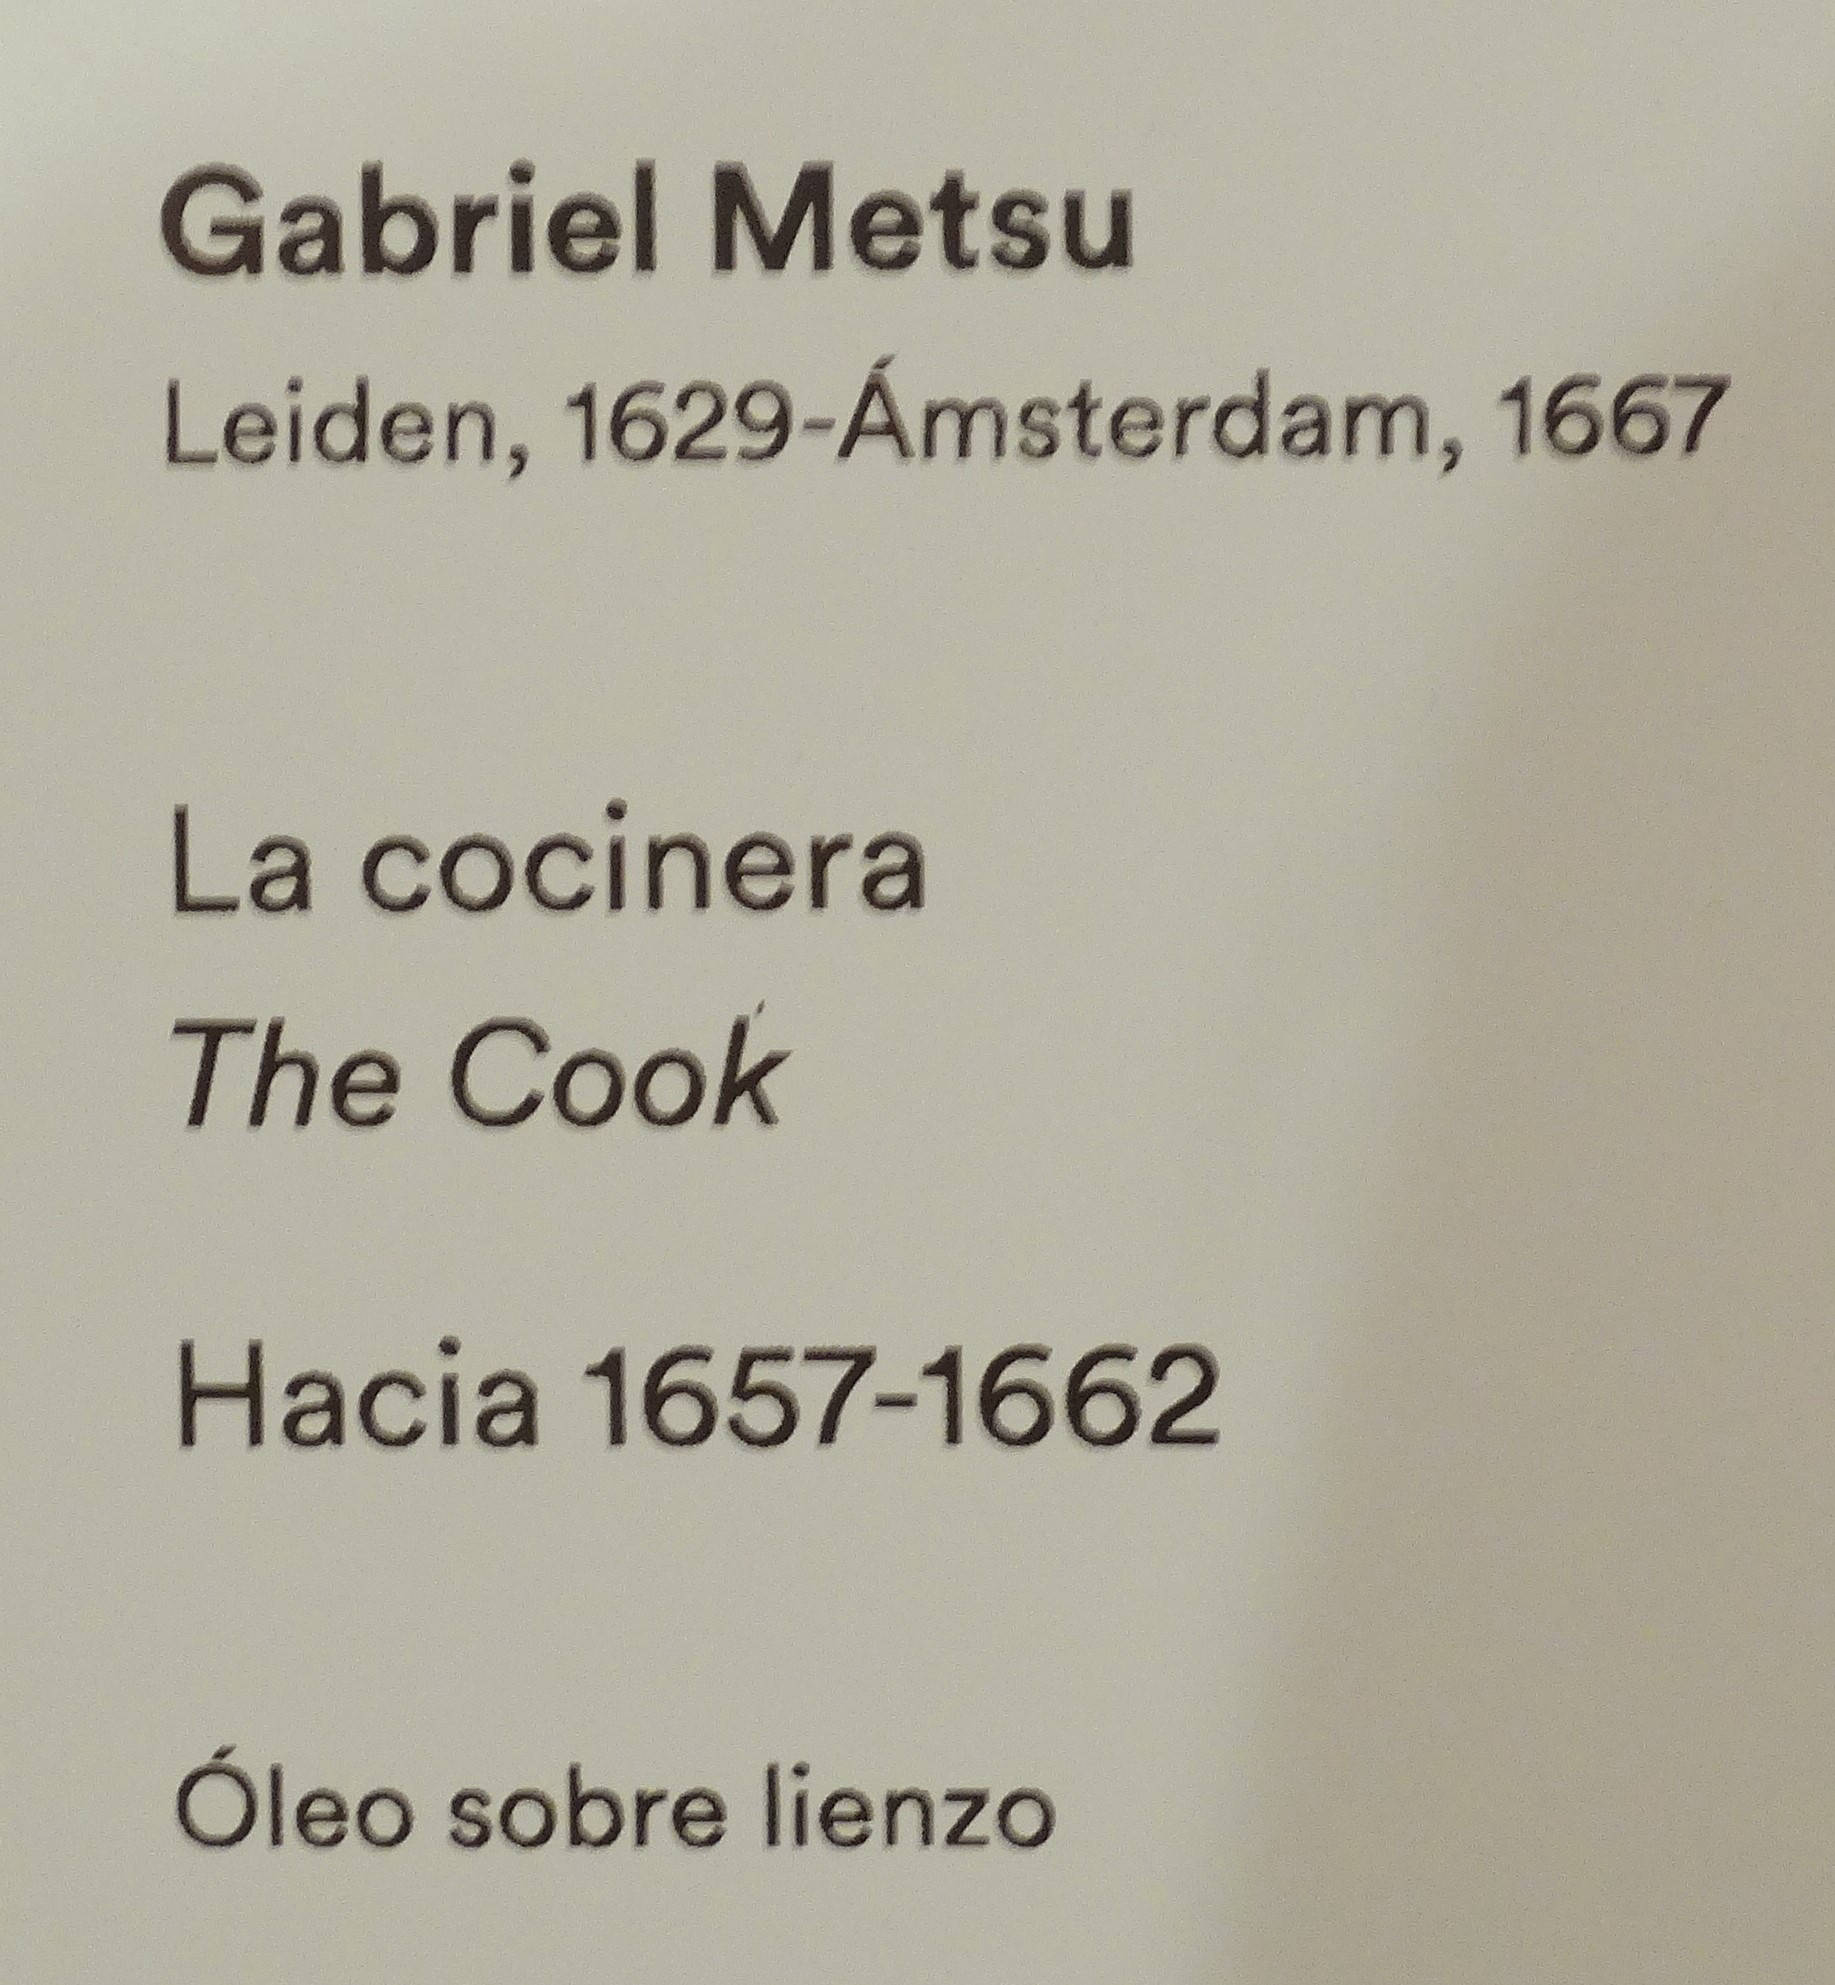 Gabriel Metsu
Leiden, 1629-Ámsterdam, 1667
La cocinera
The Cook
Hacia 1657-1662
Óleo sobre lienzo